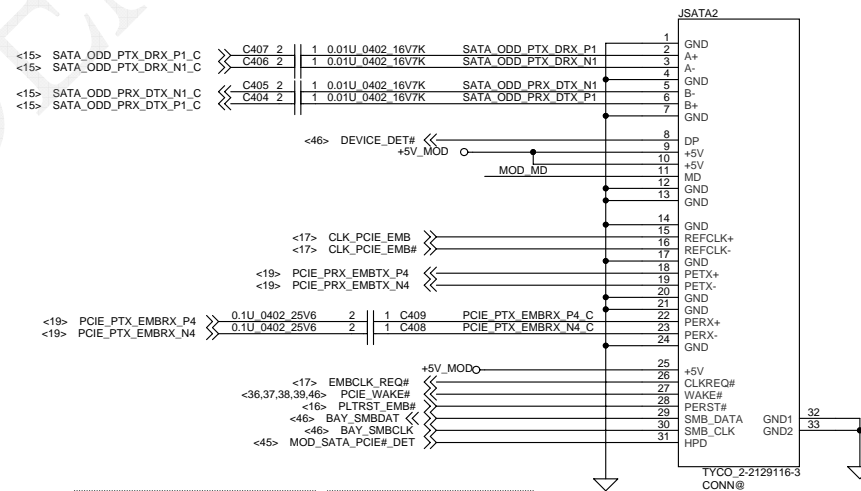 JSATA2
1 GND
<15> SATA_ODD_PTX_DRX_P1_C C407 2 1 0.01U_0402_16V7K SATA_ODD_PTX_DRX_P1 2 A+
<15> SATA_ODD_PTX_DRX_N1_C C406 2 1 0.01U_0402_16V7K SATA_ODD_PTX_DRX_N1 3 A-
4 GND
<15> SATA_ODD_PRX_DTX_N1_C C405 2 1 0.01U_0402_16V7K SATA_ODD_PRX_DTX_N1 5 B-
<15> SATA_ODD_PRX_DTX_P1_C C404 2 1 0.01U_0402_16V7K SATA_ODD_PRX_DTX_P1 6 B+
7 GND
<46> DEVICE_DET# 8 DP
+5V_MOD 9 +5V
10 +5V
MOD_MD 11 MD
12 GND
13 GND
14 GND
<17> CLK_PCIE_EMB 15 REFCLK+
<17> CLK_PCIE_EMB# 16 REFCLK-
17 GND
<19> PCIE_PRX_EMBTX_P4 18 PETX+
<19> PCIE_PRX_EMBTX_N4 19 PETX-
20 GND
21 GND
<19> PCIE_PTX_EMBRX_P4 0.1U_0402_25V6 2 1 C409 PCIE_PTX_EMBRX_P4_C 22 PERX+
<19> PCIE_PTX_EMBRX_N4 0.1U_0402_25V6 2 1 C408 PCIE_PTX_EMBRX_N4_C 23 PERX-
24 GND
+5V_MOD 25 +5V
<17> EMBCLK_REQ# 26 CLKREQ#
<36,37,38,39,46> PCIE_WAKE# 27 WAKE#
<16> PLTRST_EMB# 28 PERST#
<46> BAY_SMBDAT 29 SMB_DATA GND1 32
<46> BAY_SMBCLK 30 SMB_CLK GND2 33
<45> MOD_SATA_PCIE#_DET 31 HPD
TYCO_2-2129116-3
CONN@